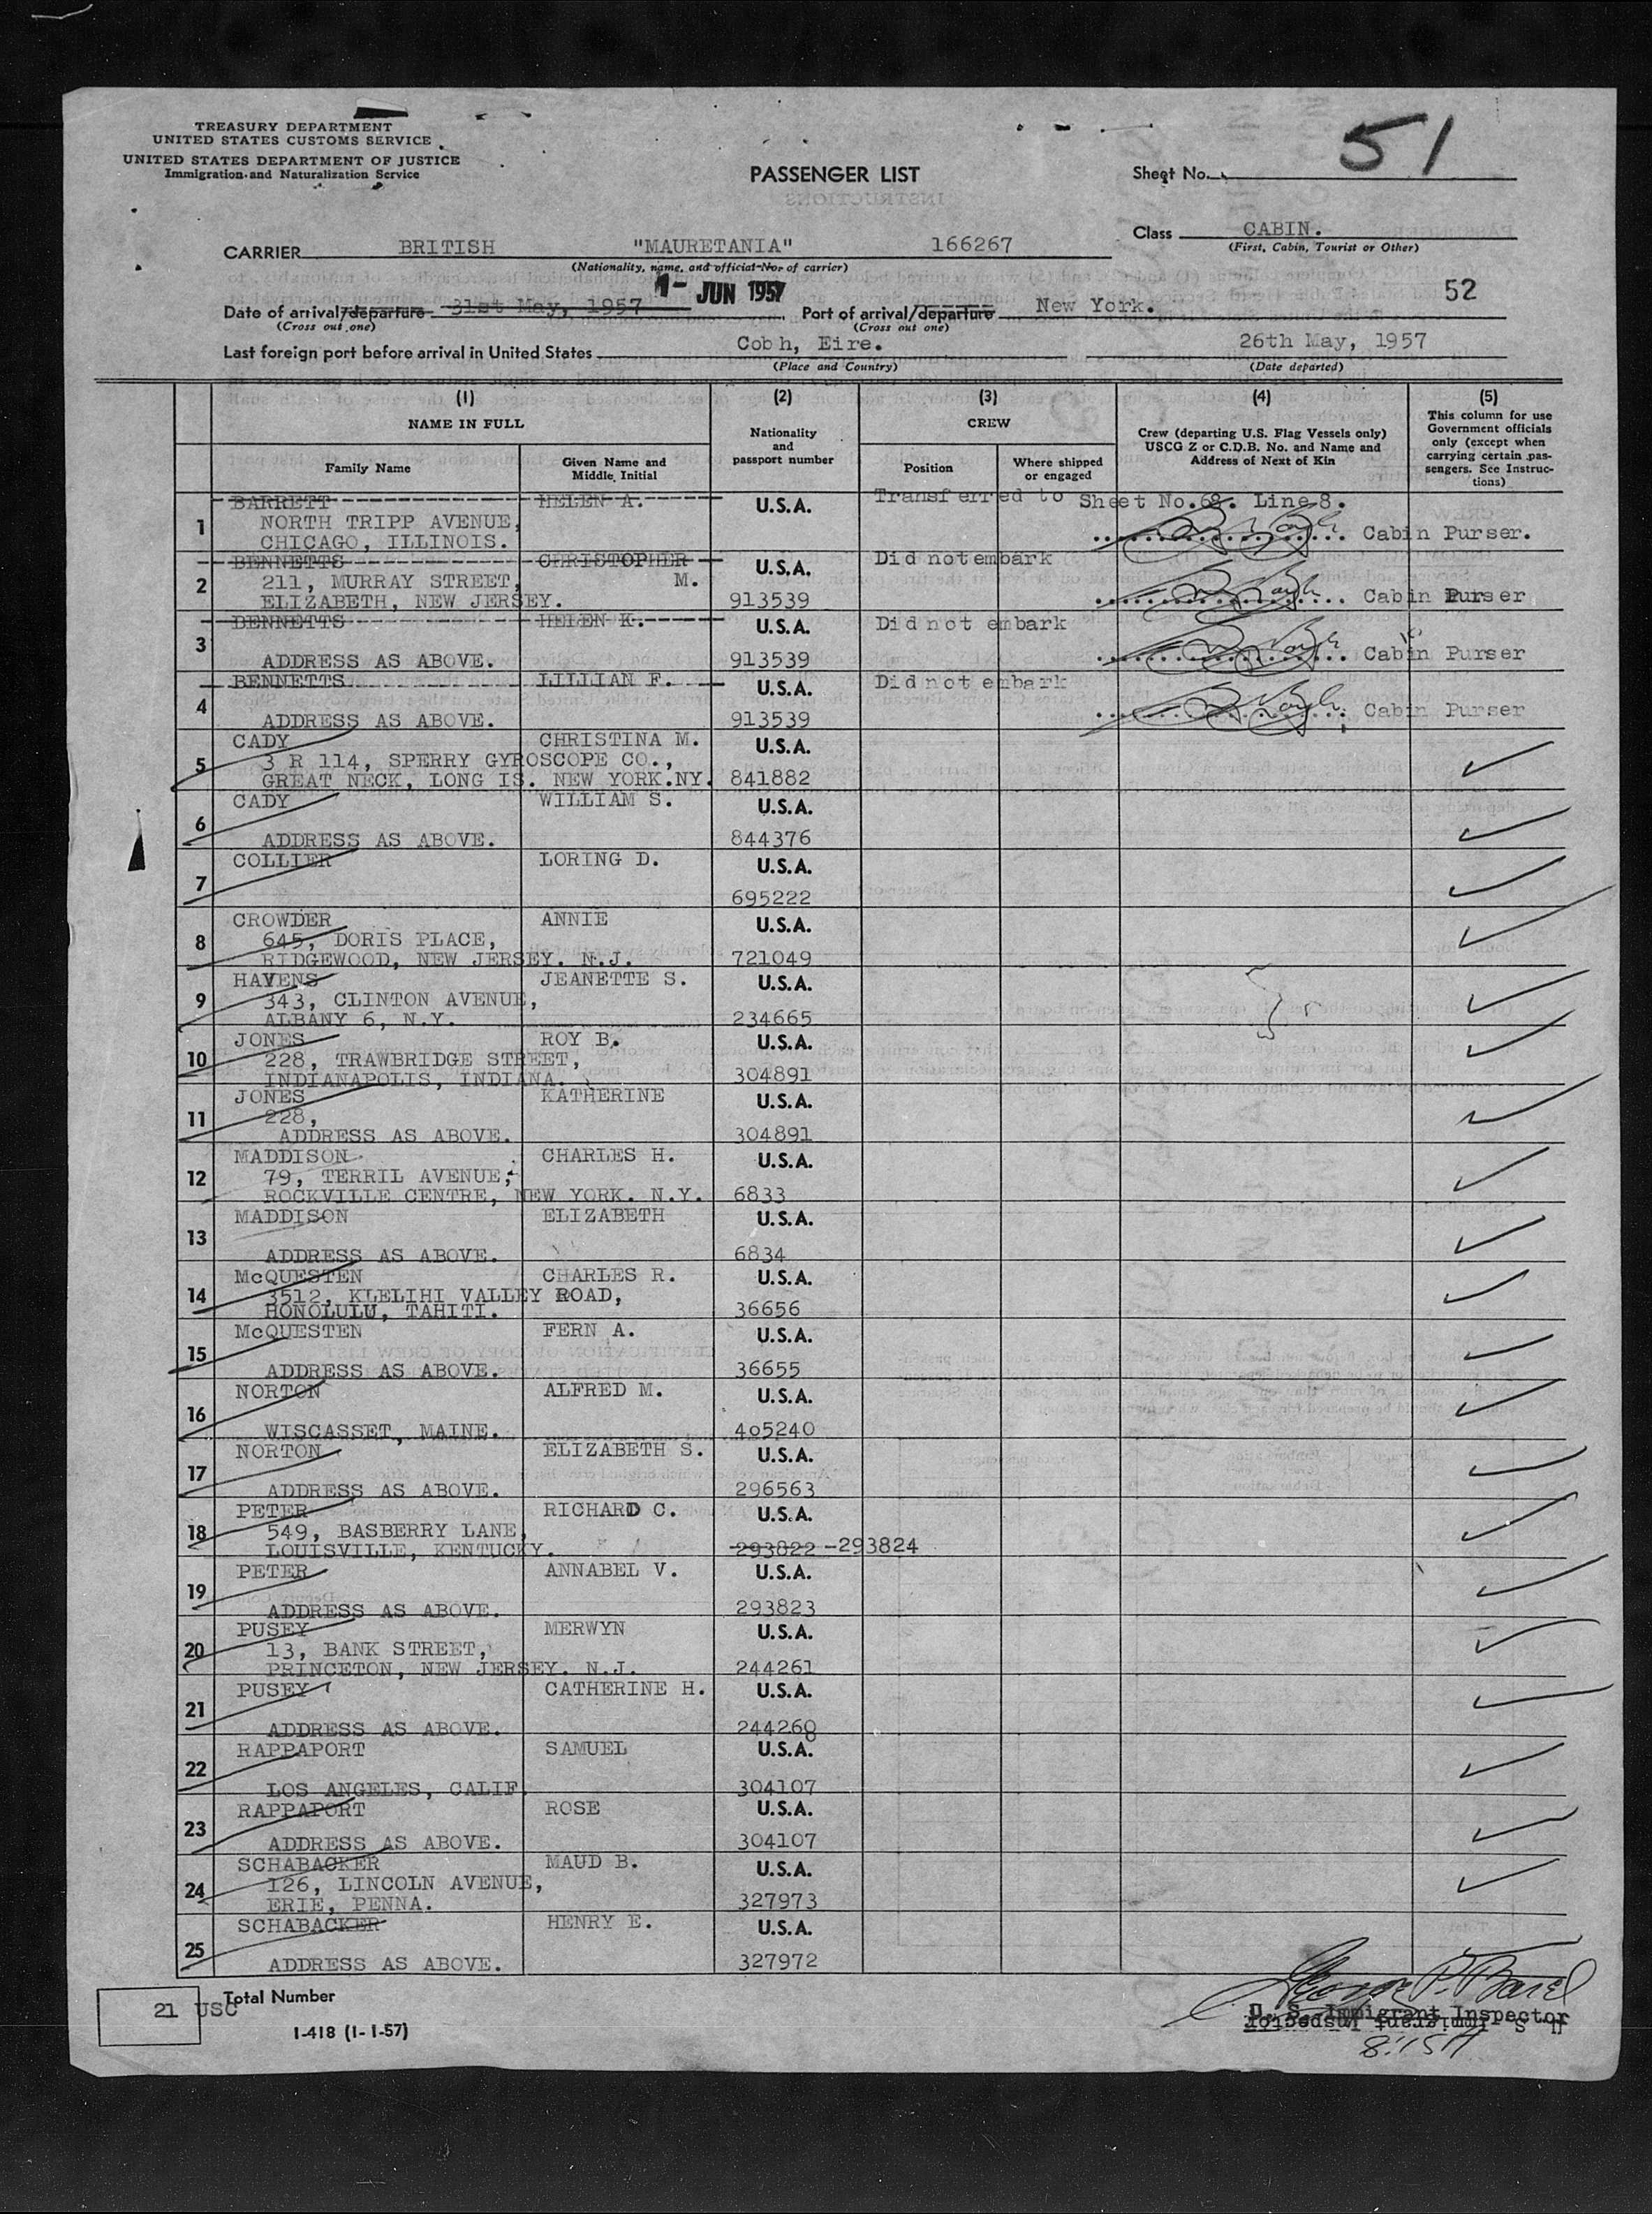 TREASURY DEPARTMENT
UNITED STATES CUSTOMS SERVICE
UNITED STATES DEPARTMENT OF JUSTICE
Immigration and Naturalization Service
PASSENGER LIST
Sheet No. 51
Class CABIN.
(First, Cabin, Tourist or Other)
CARRIER BRITISH "MAURETANIA" 166267
(Nationality, name, and official No. of carrier)
1- JUN 1957
52
Date of arrival/departure 31st May, 1957 Port of arrival/departure New York.
(Cross out one) (Cross out one)
Last foreign port before arrival in United States Cobh, Eire. 26th May, 1957
(Place and Country) (Date departed)
(1) (2) (3) (4) (5)
NAME IN FULL
Family Name
Given Name and Middle Initial
Nationality and passport number
CREW
Position
Where shipped or engaged
Crew (departing U.S. Flag Vessels only)
USCG Z or C.D.B. No. and Name and
Address of Next of Kin
This column for use
Government officials
only (except when
carrying certain pas-
sengers. See Instruc-
tions)
1 BARRETT HELEN A. U.S.A. Transferred to Sheet No.68. Line 8.
NORTH TRIPP AVENUE,
CHICAGO, ILLINOIS. Cabin Purser.
2 BENNETTS CHRISTOPHER M. U.S.A. Did not embark
211, MURRAY STREET,
ELIZABETH, NEW JERSEY. 913539 Cabin Purser
3 BENNETTS HELEN K. U.S.A. Did not embark
ADDRESS AS ABOVE. 913539 Cabin Purser
4 BENNETTS LILLIAN F. U.S.A. Did not embark
ADDRESS AS ABOVE. 913539 Cabin Purser
5 CADY CHRISTINA M. U.S.A.
3 R 114, SPERRY GYROSCOPE CO.,
GREAT NECK, LONG IS. NEW YORK.NY. 841882
6 CADY WILLIAM S. U.S.A.
ADDRESS AS ABOVE. 844376
7 COLLIER LORING D. U.S.A.
695222
8 CROWDER ANNIE U.S.A.
645, DORIS PLACE,
RIDGEWOOD, NEW JERSEY. N.J. 721049
9 HAVENS JEANETTE S. U.S.A.
343, CLINTON AVENUE,
ALBANY 6, N.Y. 234665
10 JONES ROY B. U.S.A.
228, TRAWBRIDGE STREET,
INDIANAPOLIS, INDIANA. 304891
11 JONES KATHERINE U.S.A.
228,
ADDRESS AS ABOVE. 304891
12 MADDISON CHARLES H. U.S.A.
79, TERRIL AVENUE,
ROCKVILLE CENTRE, NEW YORK. N.Y. 6833
13 MADDISON ELIZABETH U.S.A.
ADDRESS AS ABOVE. 6834
14 McQUESTEN CHARLES R. U.S.A.
3512, KLELIHI VALLEY ROAD,
HONOLULU, TAHITI. 36656
15 McQUESTEN FERN A. U.S.A.
ADDRESS AS ABOVE. 36655
16 NORTON ALFRED M. U.S.A.
WISCASSET, MAINE. 405240
17 NORTON ELIZABETH S. U.S.A.
ADDRESS AS ABOVE. 296563
18 PETER RICHARD C. U.S.A.
549, BASBERRY LANE,
LOUISVILLE, KENTUCKY. 293822 -293824
19 PETER ANNABEL V. U.S.A.
ADDRESS AS ABOVE. 293823
20 PUSEY MERWYN U.S.A.
13, BANK STREET,
PRINCETON, NEW JERSEY. N.J. 244261
21 PUSEY CATHERINE H. U.S.A.
ADDRESS AS ABOVE. 244260
22 RAPPAPORT SAMUEL U.S.A.
LOS ANGELES, CALIF. 304107
23 RAPPAPORT ROSE U.S.A.
ADDRESS AS ABOVE. 304107
24 SCHABACKER MAUD B. U.S.A.
126, LINCOLN AVENUE,
ERIE, PENNA. 327973
25 SCHABACKER HENRY E. U.S.A.
ADDRESS AS ABOVE. 327972
21 USC Total Number
I-418 (1-1-57)
U. S. Immigrant Inspector
8:15A